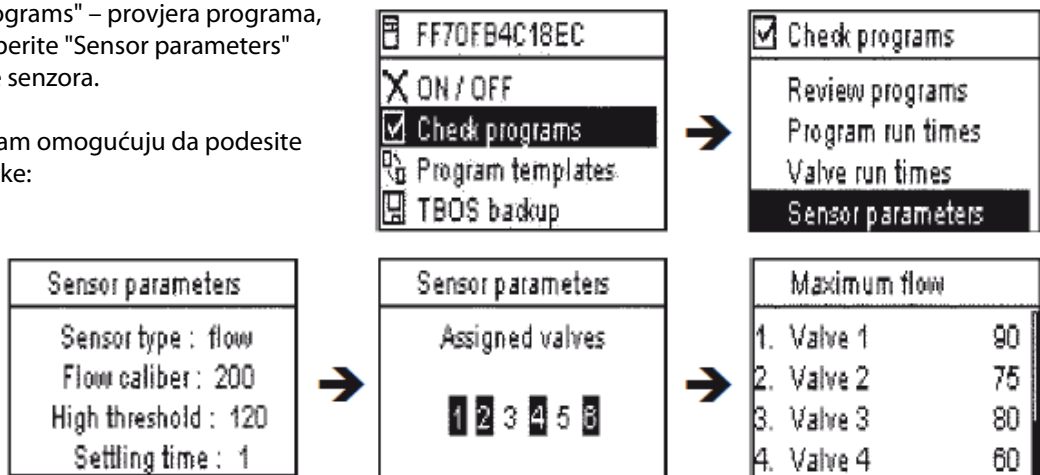 ograms" – provjera programa,
berite "Sensor parameters"
e senzora.
am omogućuju da podesite
ke:
FF70FB4C18EC
ON / OFF
Check programs
Program templates
TBOS backup
Check programs
Review programs
Program run times
Valve run times
Sensor parameters
Sensor parameters
Sensor type : flow
Flow caliber : 200
High threshold : 120
Settling time : 1
Sensor parameters
Assigned valves
1 2 3 4 5 6
Maximum flow
1. Valve 1 90
2. Valve 2 75
3. Valve 3 80
4. Valve 4 60